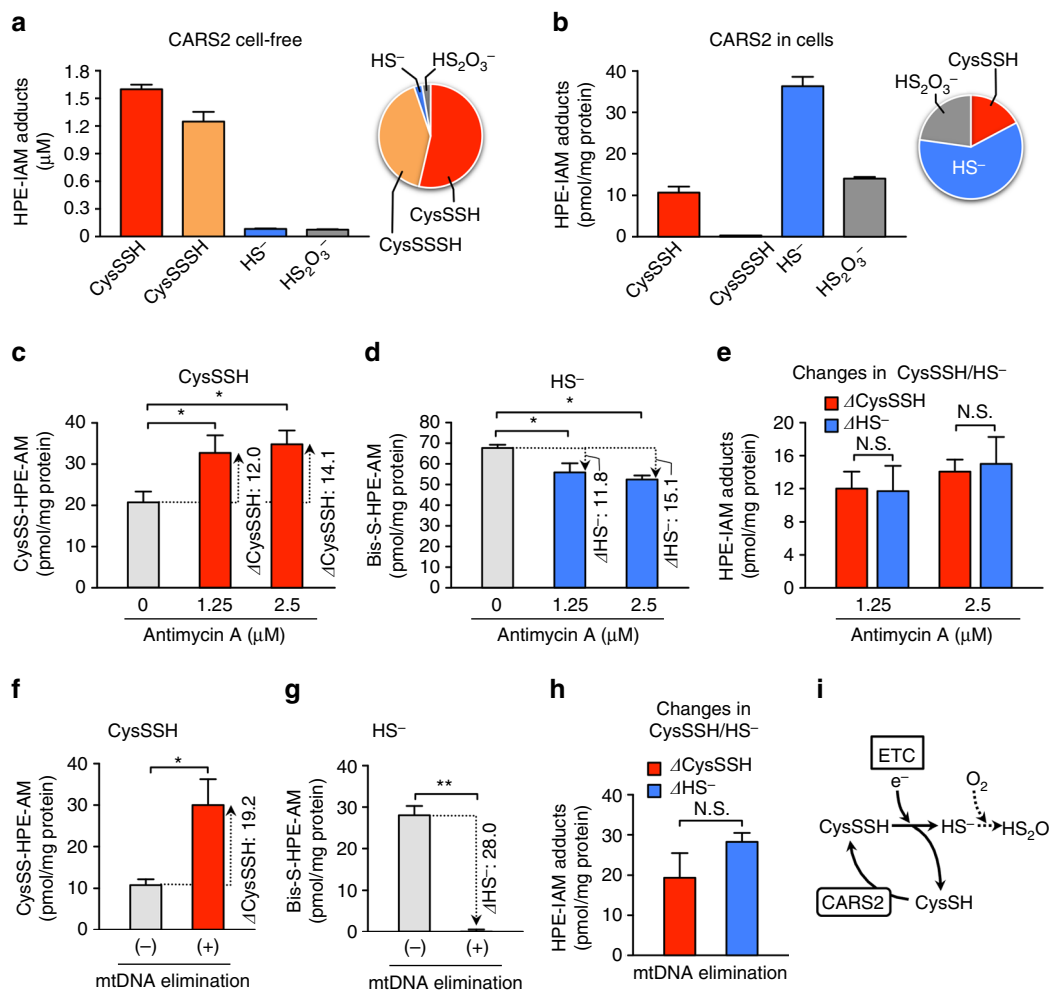 a
CARS2 cell-free
HPE-IAM adducts
(μM)
1.8
1.5
1.2
0.9
0.6
0.3
0
CysSSH
CysSSSH
HS⁻
HS₂O₃⁻
HS⁻
HS₂O₃⁻
CysSSH
CysSSSH
b
CARS2 in cells
HPE-IAM adducts
(pmol/mg protein)
40
30
20
10
0
CysSSH
CysSSSH
HS⁻
HS₂O₃⁻
CysSSH
HS₂O₃⁻
HS⁻
c
CysSSH
CysSS-HPE-AM
(pmol/mg protein)
40
30
20
10
0
*
*
ΔCysSSH: 12.0
ΔCysSSH: 14.1
0 1.25 2.5
Antimycin A (μM)
d
HS⁻
Bis-S-HPE-AM
(pmol/mg protein)
80
70
60
50
40
30
20
10
0
*
*
ΔHS⁻: 11.8
ΔHS⁻: 15.1
0 1.25 2.5
Antimycin A (μM)
e
Changes in CysSSH/HS⁻
ΔCysSSH
ΔHS⁻
HPE-IAM adducts
(pmol/mg protein)
20
16
12
8
4
0
N.S.
N.S.
1.25 2.5
Antimycin A (μM)
f
CysSSH
CysSS-HPE-AM
(pmol/mg protein)
40
30
20
10
0
*
ΔCysSSH: 19.2
(–) (+)
mtDNA elimination
g
HS⁻
Bis-S-HPE-AM
(pmol/mg protein)
40
30
20
10
0
**
ΔHS⁻: 28.0
(–) (+)
mtDNA elimination
h
Changes in
CysSSH/HS⁻
ΔCysSSH
ΔHS⁻
HPE-IAM adducts
(pmol/mg protein)
40
30
20
10
0
N.S.
mtDNA elimination
i
ETC
e⁻
O₂
CysSSH
HS⁻
HS₂O
CARS2
CysSH